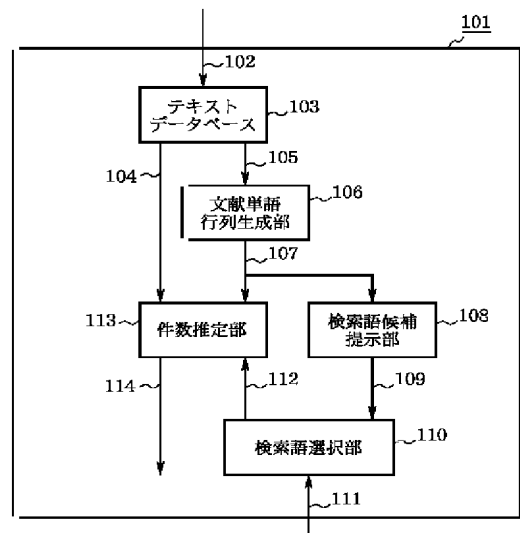 101
102
テキスト
データベース
103
104
105
文献単語
行列生成部
106
107
113
件数推定部
検索語候補
提示部
108
114
112
109
検索語選択部
110
111